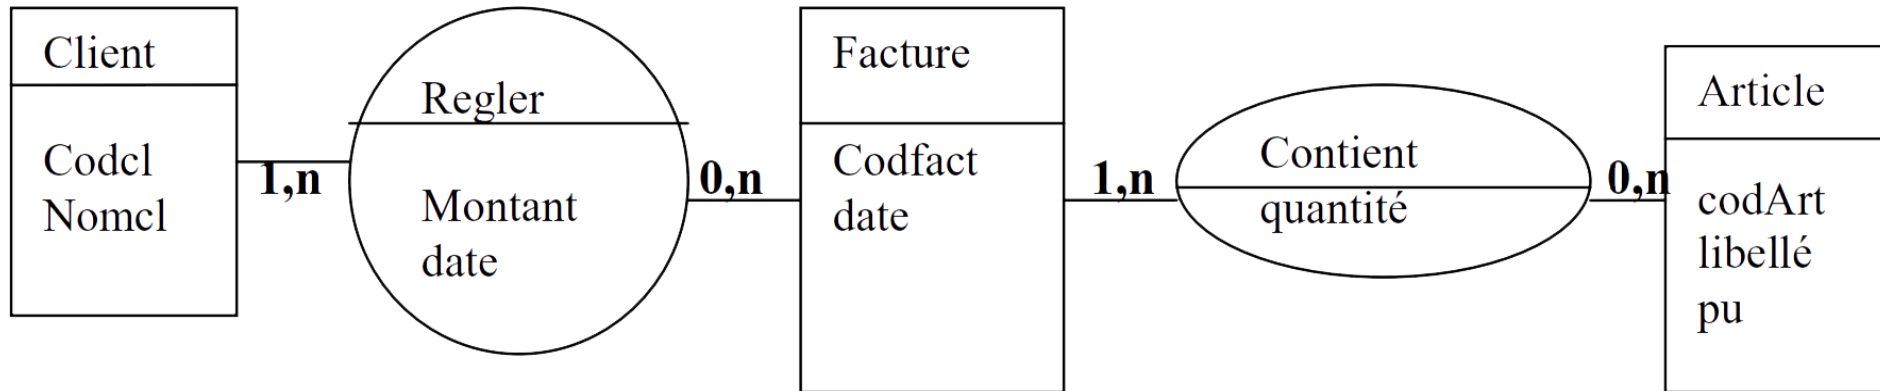 Client
Codcl
Nomcl
1,n
Regler
Montant
date
0,n
Facture
Codfact
date
1,n
Contient
quantité
0,n
Article
codArt
libellé
pu